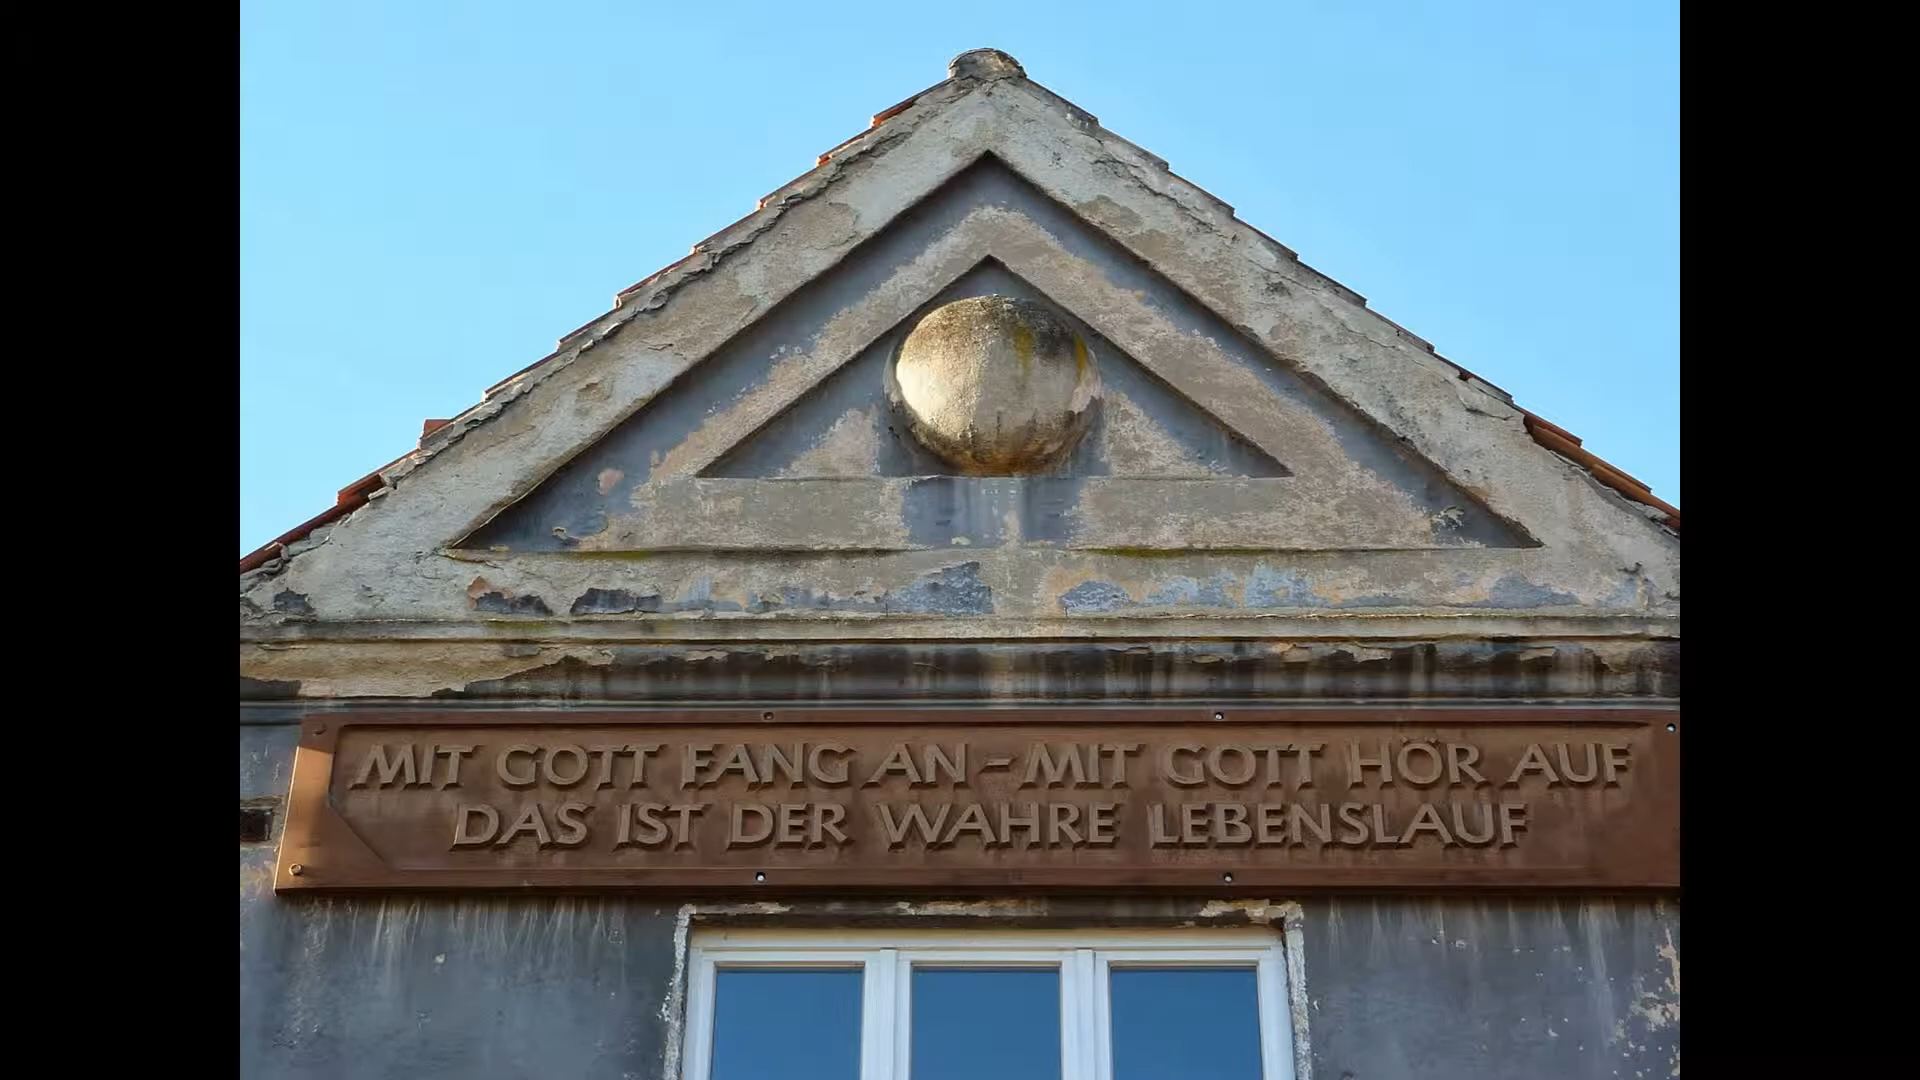 MIT GOTT FANG AN - MIT GOTT HÖR AUF
DAS IST DER WAHRE LEBENSLAUF